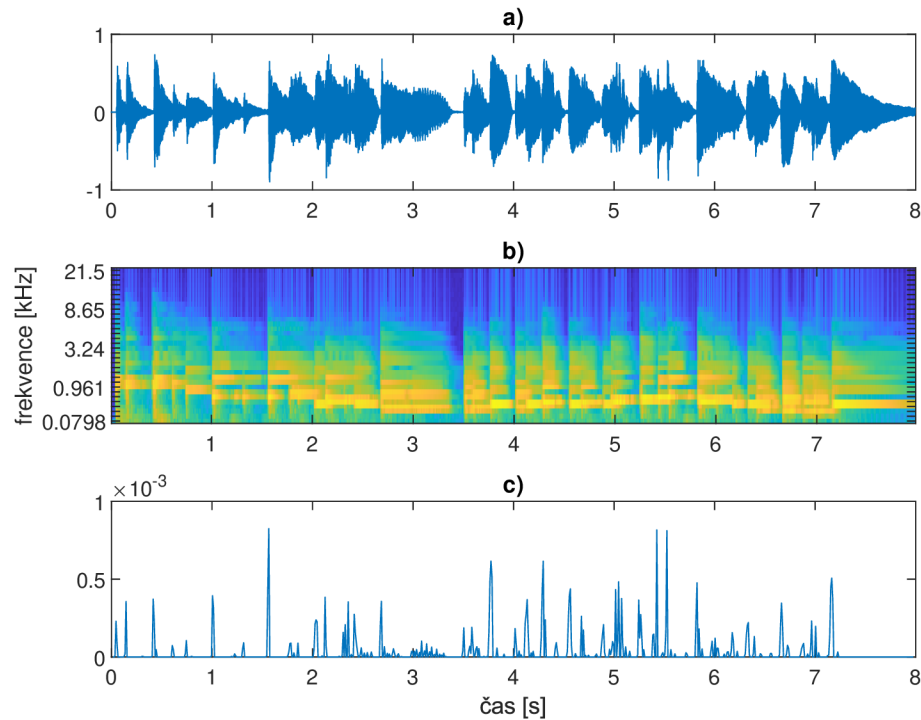 a)
1
0
-1
0 1 2 3 4 5 6 7 8
b)
frekvence [kHz]
21.5
8.65
3.24
0.961
0.0798
1 2 3 4 5 6 7
c)
×10⁻³
1
0.5
0
0 1 2 3 4 5 6 7 8
čas [s]